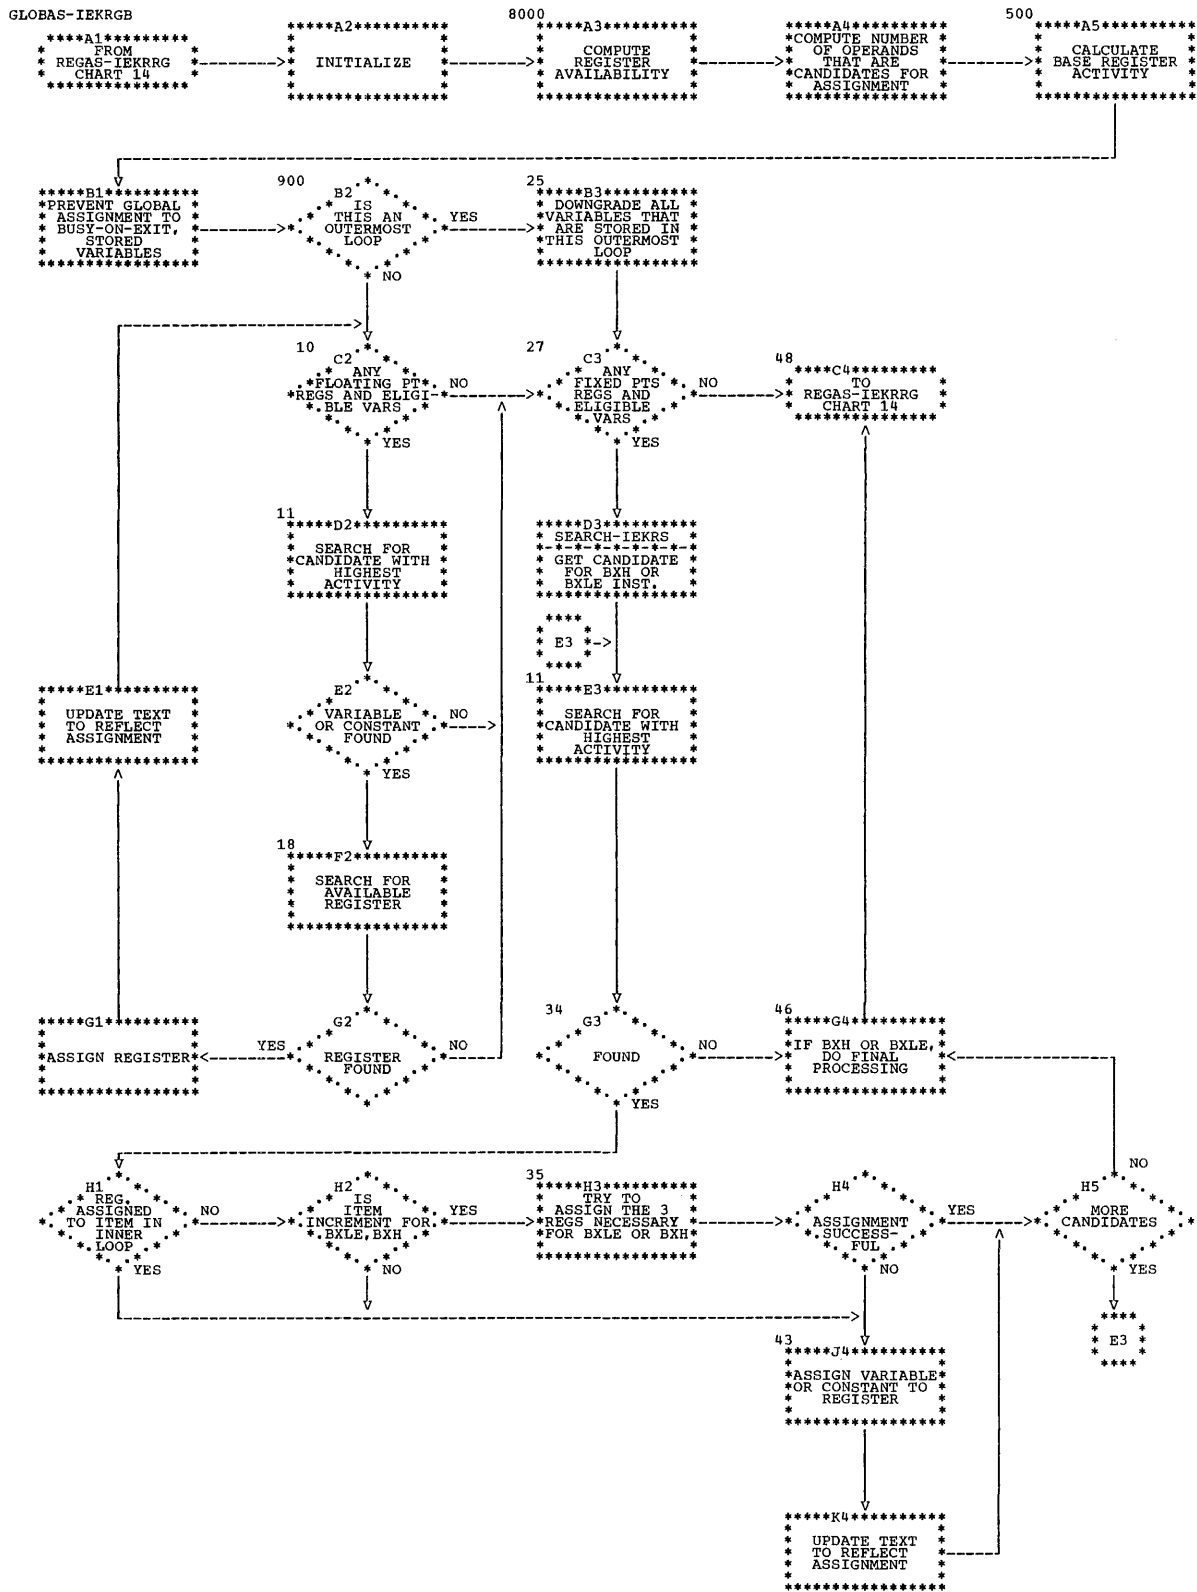 GLOBAS-IEKRGB
A1
FROM
REGAS-IEKRRG
CHART 14
A2
INITIALIZE
8000
A3
COMPUTE
REGISTER
AVAILABILITY
A4
COMPUTE NUMBER
OF OPERANDS
THAT ARE
CANDIDATES FOR
ASSIGNMENT
500
A5
CALCULATE
BASE REGISTER
ACTIVITY
B1
PREVENT GLOBAL
ASSIGNMENT TO
BUSY-ON-EXIT,
STORED
VARIABLES
900
B2
IS
THIS AN
OUTERMOST
LOOP
YES
NO
25
B3
DOWNGRADE ALL
VARIABLES THAT
ARE STORED IN
THIS OUTERMOST
LOOP
10
C2
ANY
FLOATING PT
REGS AND ELIGI
BLE VARS
NO
YES
27
C3
ANY
FIXED PTS
REGS AND
ELIGIBLE
VARS
NO
YES
48
C4
TO
REGAS-IEKRRG
CHART 14
11
D2
SEARCH FOR
CANDIDATE WITH
HIGHEST
ACTIVITY
D3
SEARCH-IEKRS
GET CANDIDATE
FOR BXH OR
BXLE INST.
E3
E1
UPDATE TEXT
TO REFLECT
ASSIGNMENT
E2
VARIABLE
OR CONSTANT
FOUND
NO
YES
11
E3
SEARCH FOR
CANDIDATE WITH
HIGHEST
ACTIVITY
18
F2
SEARCH FOR
AVAILABLE
REGISTER
G1
ASSIGN REGISTER
YES
G2
REGISTER
FOUND
NO
34
G3
FOUND
NO
YES
46
G4
IF BXH OR BXLE,
DO FINAL
PROCESSING
H1
REG.
ASSIGNED
TO ITEM IN
INNER
LOOP
NO
YES
H2
IS
ITEM
INCREMENT FOR
BXLE,BXH
YES
NO
35
H3
TRY TO
ASSIGN THE 3
REGS NECESSARY
FOR BXLE OR BXH
H4
ASSIGNMENT
SUCCESS-
FUL
YES
NO
H5
MORE
CANDIDATES
NO
YES
E3
43
J4
ASSIGN VARIABLE
OR CONSTANT TO
REGISTER
K4
UPDATE TEXT
TO REFLECT
ASSIGNMENT